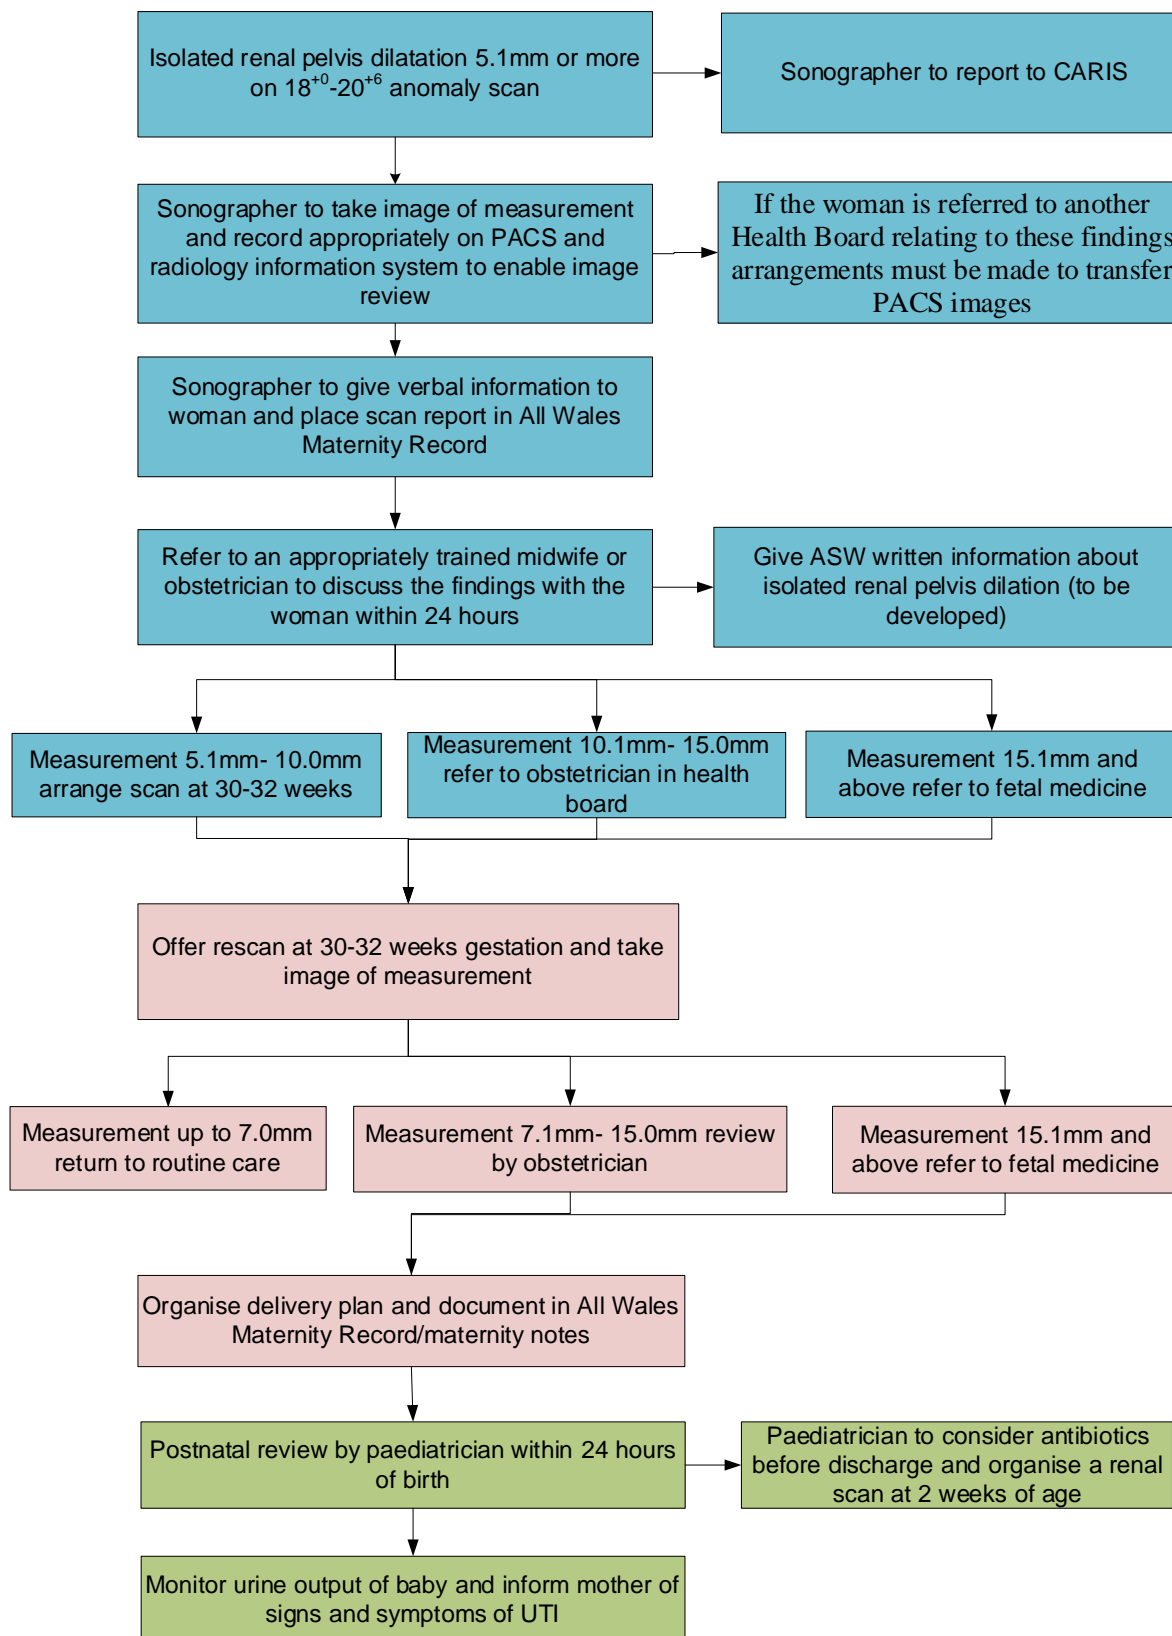 Isolated renal pelvis dilatation 5.1mm or more
on 18+0-20+6 anomaly scan
Sonographer to report to CARIS
Sonographer to take image of measurement
and record appropriately on PACS and
radiology information system to enable image
review
If the woman is referred to another
Health Board relating to these findings
arrangements must be made to transfer
PACS images
Sonographer to give verbal information to
woman and place scan report in All Wales
Maternity Record
Refer to an appropriately trained midwife or
obstetrician to discuss the findings with the
woman within 24 hours
Give ASW written information about
isolated renal pelvis dilation (to be
developed)
Measurement 5.1mm- 10.0mm
arrange scan at 30-32 weeks
Measurement 10.1mm- 15.0mm
refer to obstetrician in health
board
Measurement 15.1mm and
above refer to fetal medicine
Offer rescan at 30-32 weeks gestation and take
image of measurement
Measurement up to 7.0mm
return to routine care
Measurement 7.1mm- 15.0mm review
by obstetrician
Measurement 15.1mm and
above refer to fetal medicine
Organise delivery plan and document in All Wales
Maternity Record/maternity notes
Postnatal review by paediatrician within 24 hours
of birth
Paediatrician to consider antibiotics
before discharge and organise a renal
scan at 2 weeks of age
Monitor urine output of baby and inform mother of
signs and symptoms of UTI